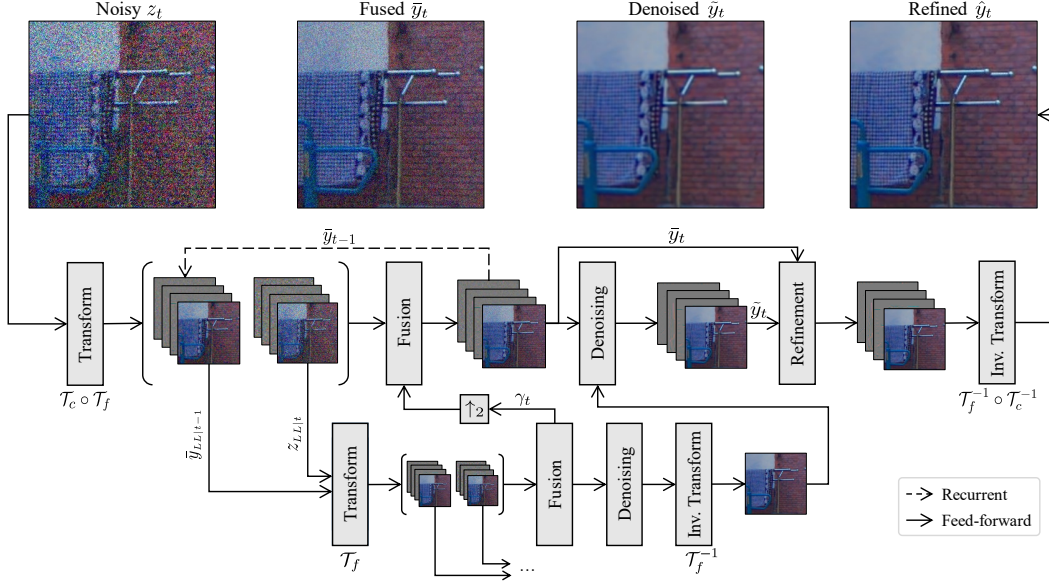 Noisy z_t
Fused ȳ_t
Denoised ỹ_t
Refined ŷ_t
ȳ_{t−1}
ȳ_t
Transform
Fusion
Denoising
ỹ_t
Refinement
Inv. Transform
𝒯_c ∘ 𝒯_f
𝒯_f^{−1} ∘ 𝒯_c^{−1}
↑₂
γ_t
ȳ_{LL|t−1}
z_{LL|t}
Transform
Fusion
Denoising
Inv. Transform
𝒯_f
𝒯_f^{−1}
...
Recurrent
Feed-forward